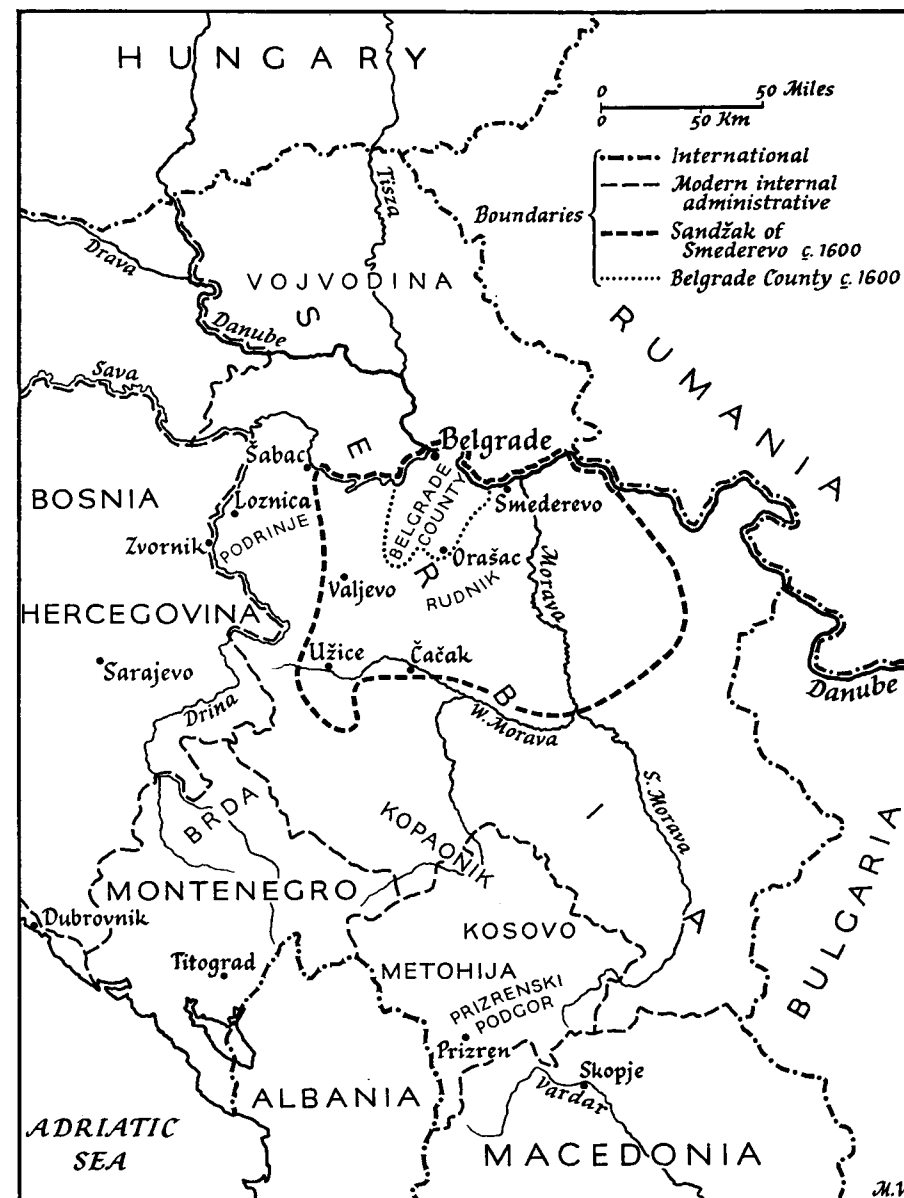 HUNGARY
0 50 Miles
0 50 Km
Boundaries
International
Modern internal
administrative
Sandžak of
Smederevo c. 1600
Belgrade County c. 1600
Tisza
Drava
VOJVODINA
Danube
RUMANIA
Sava
SERBIA
Belgrade
Šabac
BELGRADE
COUNTY
Smederevo
BOSNIA
Loznica
PODRINJE
Zvornik
Orašac
Morava
Valjevo
RUDNIK
HERCEGOVINA
Užice
Čačak
Sarajevo
Danube
Drina
W. Morava
S. Morava
BRDA
KOPAONIK
MONTENEGRO
BULGARIA
Dubrovnik
KOSOVO
Titograd
METOHIJA
PRIZRENSKI
PODGOR
Prizren
Skopje
Vardar
ALBANIA
ADRIATIC
SEA
MACEDONIA
M.V